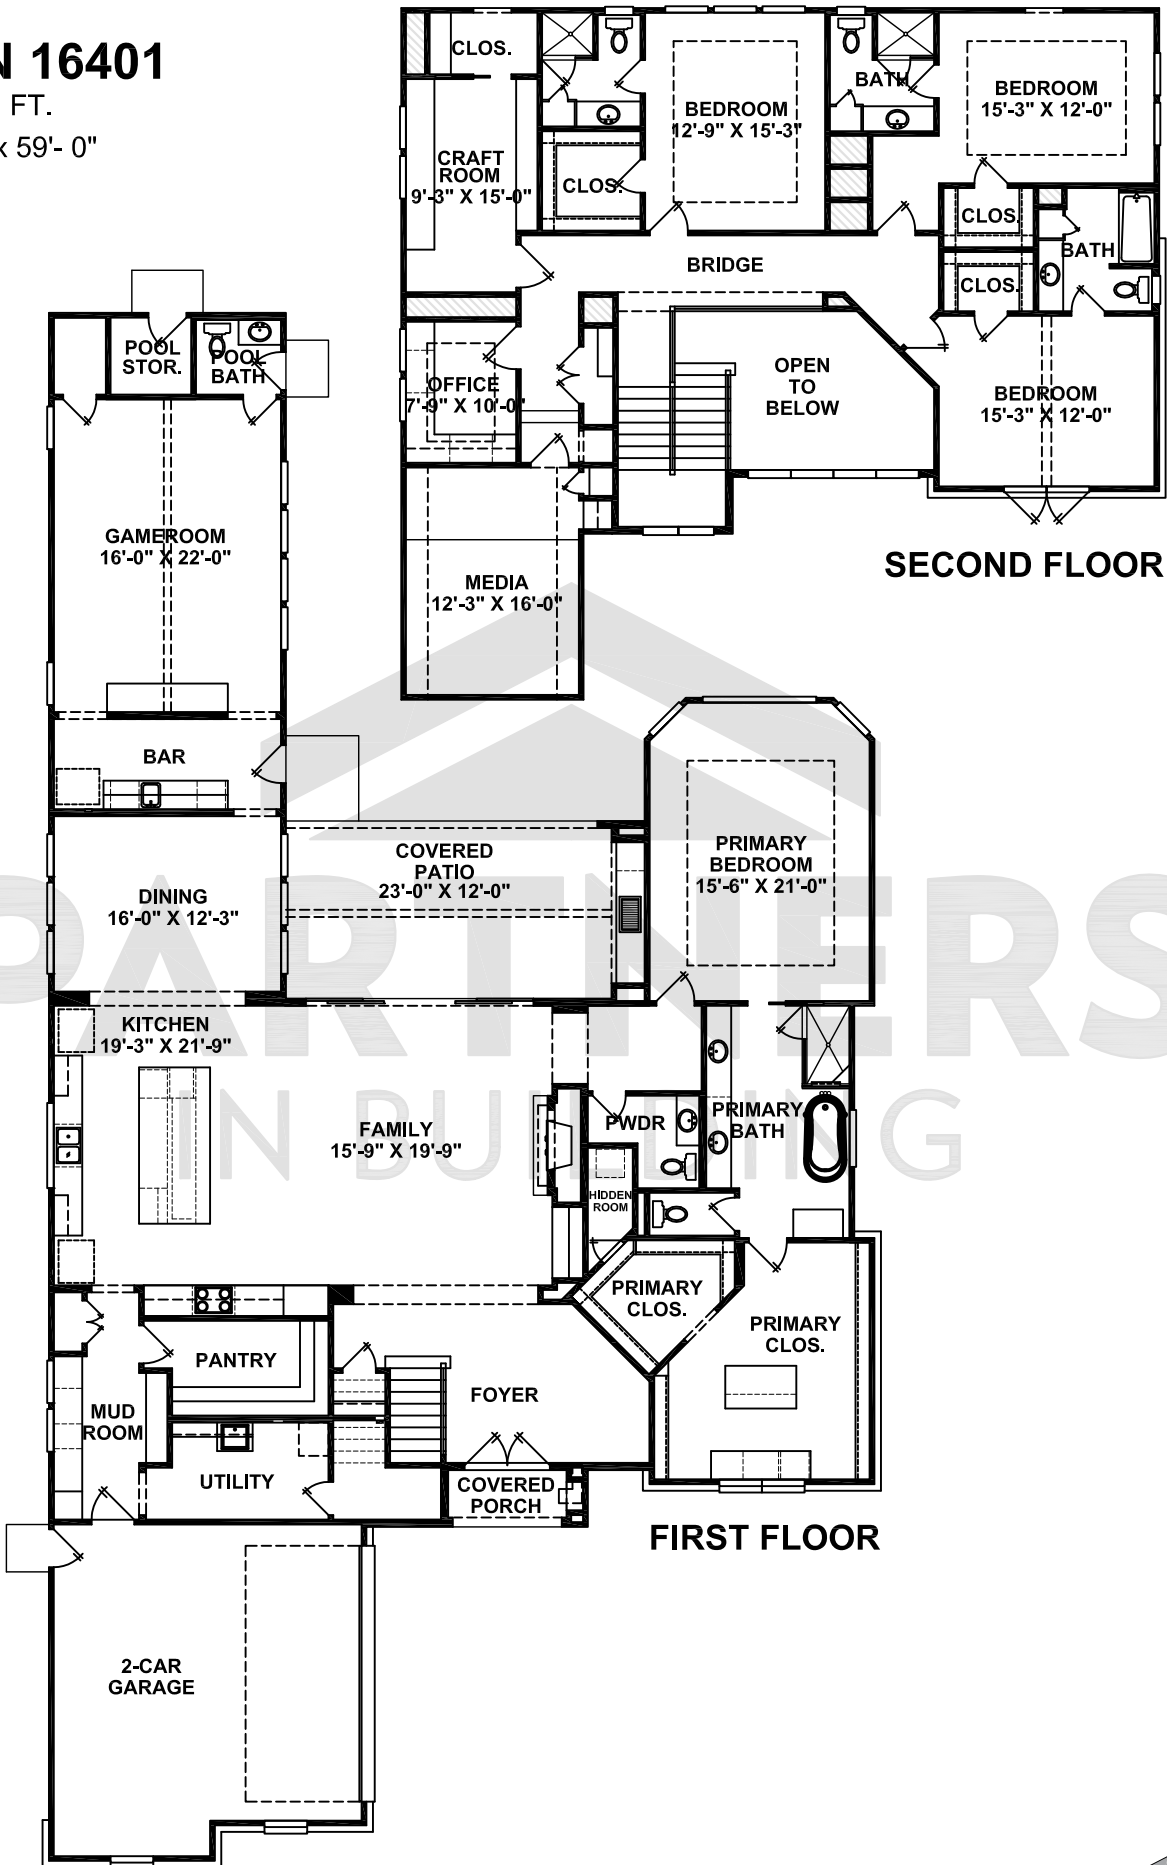 N 16401
FT.
x 59'- 0"
CLOS.
BEDROOM
12'-9" X 15'-3"
BATH
BEDROOM
15'-3" X 12'-0"
CRAFT
ROOM
9'-3" X 15'-0"
CLOS.
CLOS.
BATH
BRIDGE
CLOS.
OFFICE
7'-9" X 10'-0"
OPEN
TO
BELOW
BEDROOM
15'-3" X 12'-0"
MEDIA
12'-3" X 16'-0"
SECOND FLOOR
POOL
STOR.
POOL
BATH
GAMEROOM
16'-0" X 22'-0"
BAR
COVERED
PATIO
23'-0" X 12'-0"
PRIMARY
BEDROOM
15'-6" X 21'-0"
DINING
16'-0" X 12'-3"
PARTNERS
IN BUILDING
KITCHEN
19'-3" X 21'-9"
FAMILY
15'-9" X 19'-9"
PWDR
PRIMARY
BATH
HIDDEN
ROOM
PRIMARY
CLOS.
PRIMARY
CLOS.
PANTRY
FOYER
MUD
ROOM
UTILITY
COVERED
PORCH
FIRST FLOOR
2-CAR
GARAGE